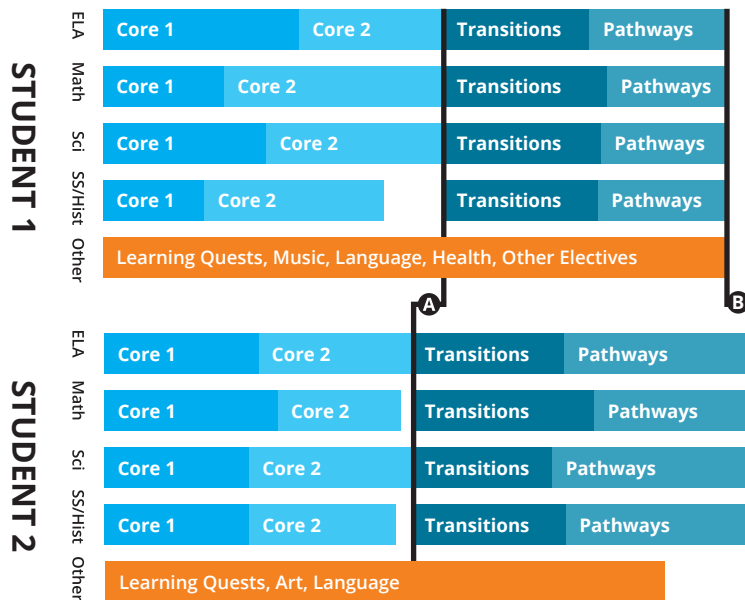 STUDENT 1
ELA
Core 1 Core 2 Transitions Pathways
Math
Core 1 Core 2 Transitions Pathways
Sci
Core 1 Core 2 Transitions Pathways
SS/Hist
Core 1 Core 2 Transitions Pathways
Other
Learning Quests, Music, Language, Health, Other Electives
A B
STUDENT 2
ELA
Core 1 Core 2 Transitions Pathways
Math
Core 1 Core 2 Transitions Pathways
Sci
Core 1 Core 2 Transitions Pathways
SS/Hist
Core 1 Core 2 Transitions Pathways
Other
Learning Quests, Art, Language